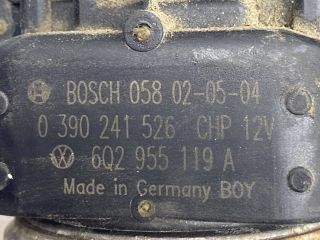 BOSCH 058 02-05-04
0 390 241 526 CHP 12V
6Q2 955 119 A
Made in Germany BOY